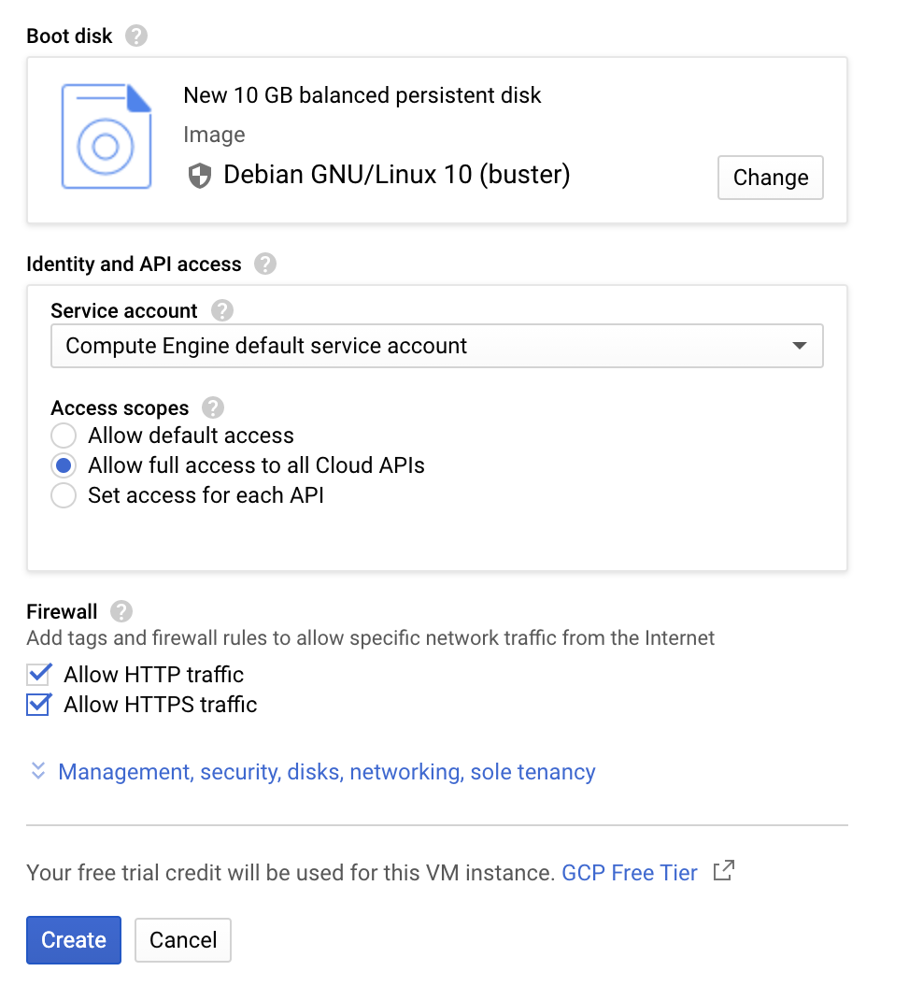 Boot disk ?
New 10 GB balanced persistent disk
Image
Debian GNU/Linux 10 (buster)
Change
Identity and API access ?
Service account ?
Compute Engine default service account
Access scopes ?
Allow default access
Allow full access to all Cloud APIs
Set access for each API
Firewall ?
Add tags and firewall rules to allow specific network traffic from the Internet
Allow HTTP traffic
Allow HTTPS traffic
Management, security, disks, networking, sole tenancy
Your free trial credit will be used for this VM instance. GCP Free Tier
Create Cancel